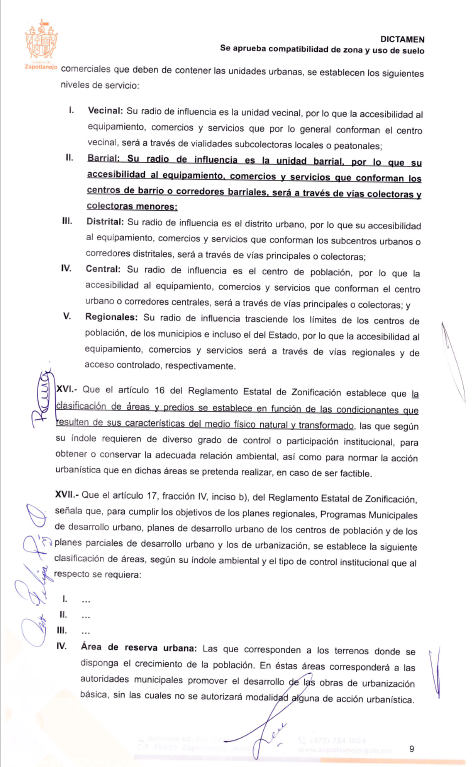 Zapotlanejo
DICTAMEN
Se aprueba compatibilidad de zona y uso de suelo
comerciales que deben de contener las unidades urbanas, se establecen los siguientes
niveles de servicio:
I. Vecinal: Su radio de influencia es la unidad vecinal, por lo que la accesibilidad al
equipamiento, comercios y servicios que por lo general conforman el centro
vecinal, será a través de vialidades subcolectoras locales o peatonales;
II. Barrial: Su radio de influencia es la unidad barrial, por lo que su
accesibilidad al equipamiento, comercios y servicios que conforman los
centros de barrio o corredores barriales, será a través de vías colectoras y
colectoras menores;
III. Distrital: Su radio de influencia es el distrito urbano, por lo que su accesibilidad
al equipamiento, comercios y servicios que conforman los subcentros urbanos o
corredores distritales, será a través de vías principales o colectoras;
IV. Central: Su radio de influencia es el centro de población, por lo que la
accesibilidad al equipamiento, comercios y servicios que conforman el centro
urbano o corredores centrales, será a través de vías principales o colectoras; y
V. Regionales: Su radio de influencia trasciende los límites de los centros de
población, de los municipios e incluso el del Estado, por lo que la accesibilidad al
equipamiento, comercios y servicios será a través de vías regionales y de
acceso controlado, respectivamente.
XVI.- Que el artículo 16 del Reglamento Estatal de Zonificación establece que la
clasificación de áreas y predios se establece en función de las condicionantes que
resulten de sus características del medio físico natural y transformado, las que según
su índole requieren de diverso grado de control o participación institucional, para
obtener o conservar la adecuada relación ambiental, así como para normar la acción
urbanística que en dichas áreas se pretenda realizar, en caso de ser factible.
XVII.- Que el artículo 17, fracción IV, inciso b), del Reglamento Estatal de Zonificación,
señala que, para cumplir los objetivos de los planes regionales, Programas Municipales
de desarrollo urbano, planes de desarrollo urbano de los centros de población y de los
planes parciales de desarrollo urbano y los de urbanización, se establece la siguiente
clasificación de áreas, según su índole ambiental y el tipo de control institucional que al
respecto se requiera:
I. ...
II. ...
III. ...
IV. Área de reserva urbana: Las que corresponden a los terrenos donde se
disponga el crecimiento de la población. En éstas áreas corresponderá a las
autoridades municipales promover el desarrollo de las obras de urbanización
básica, sin las cuales no se autorizará modalidad alguna de acción urbanística.
9